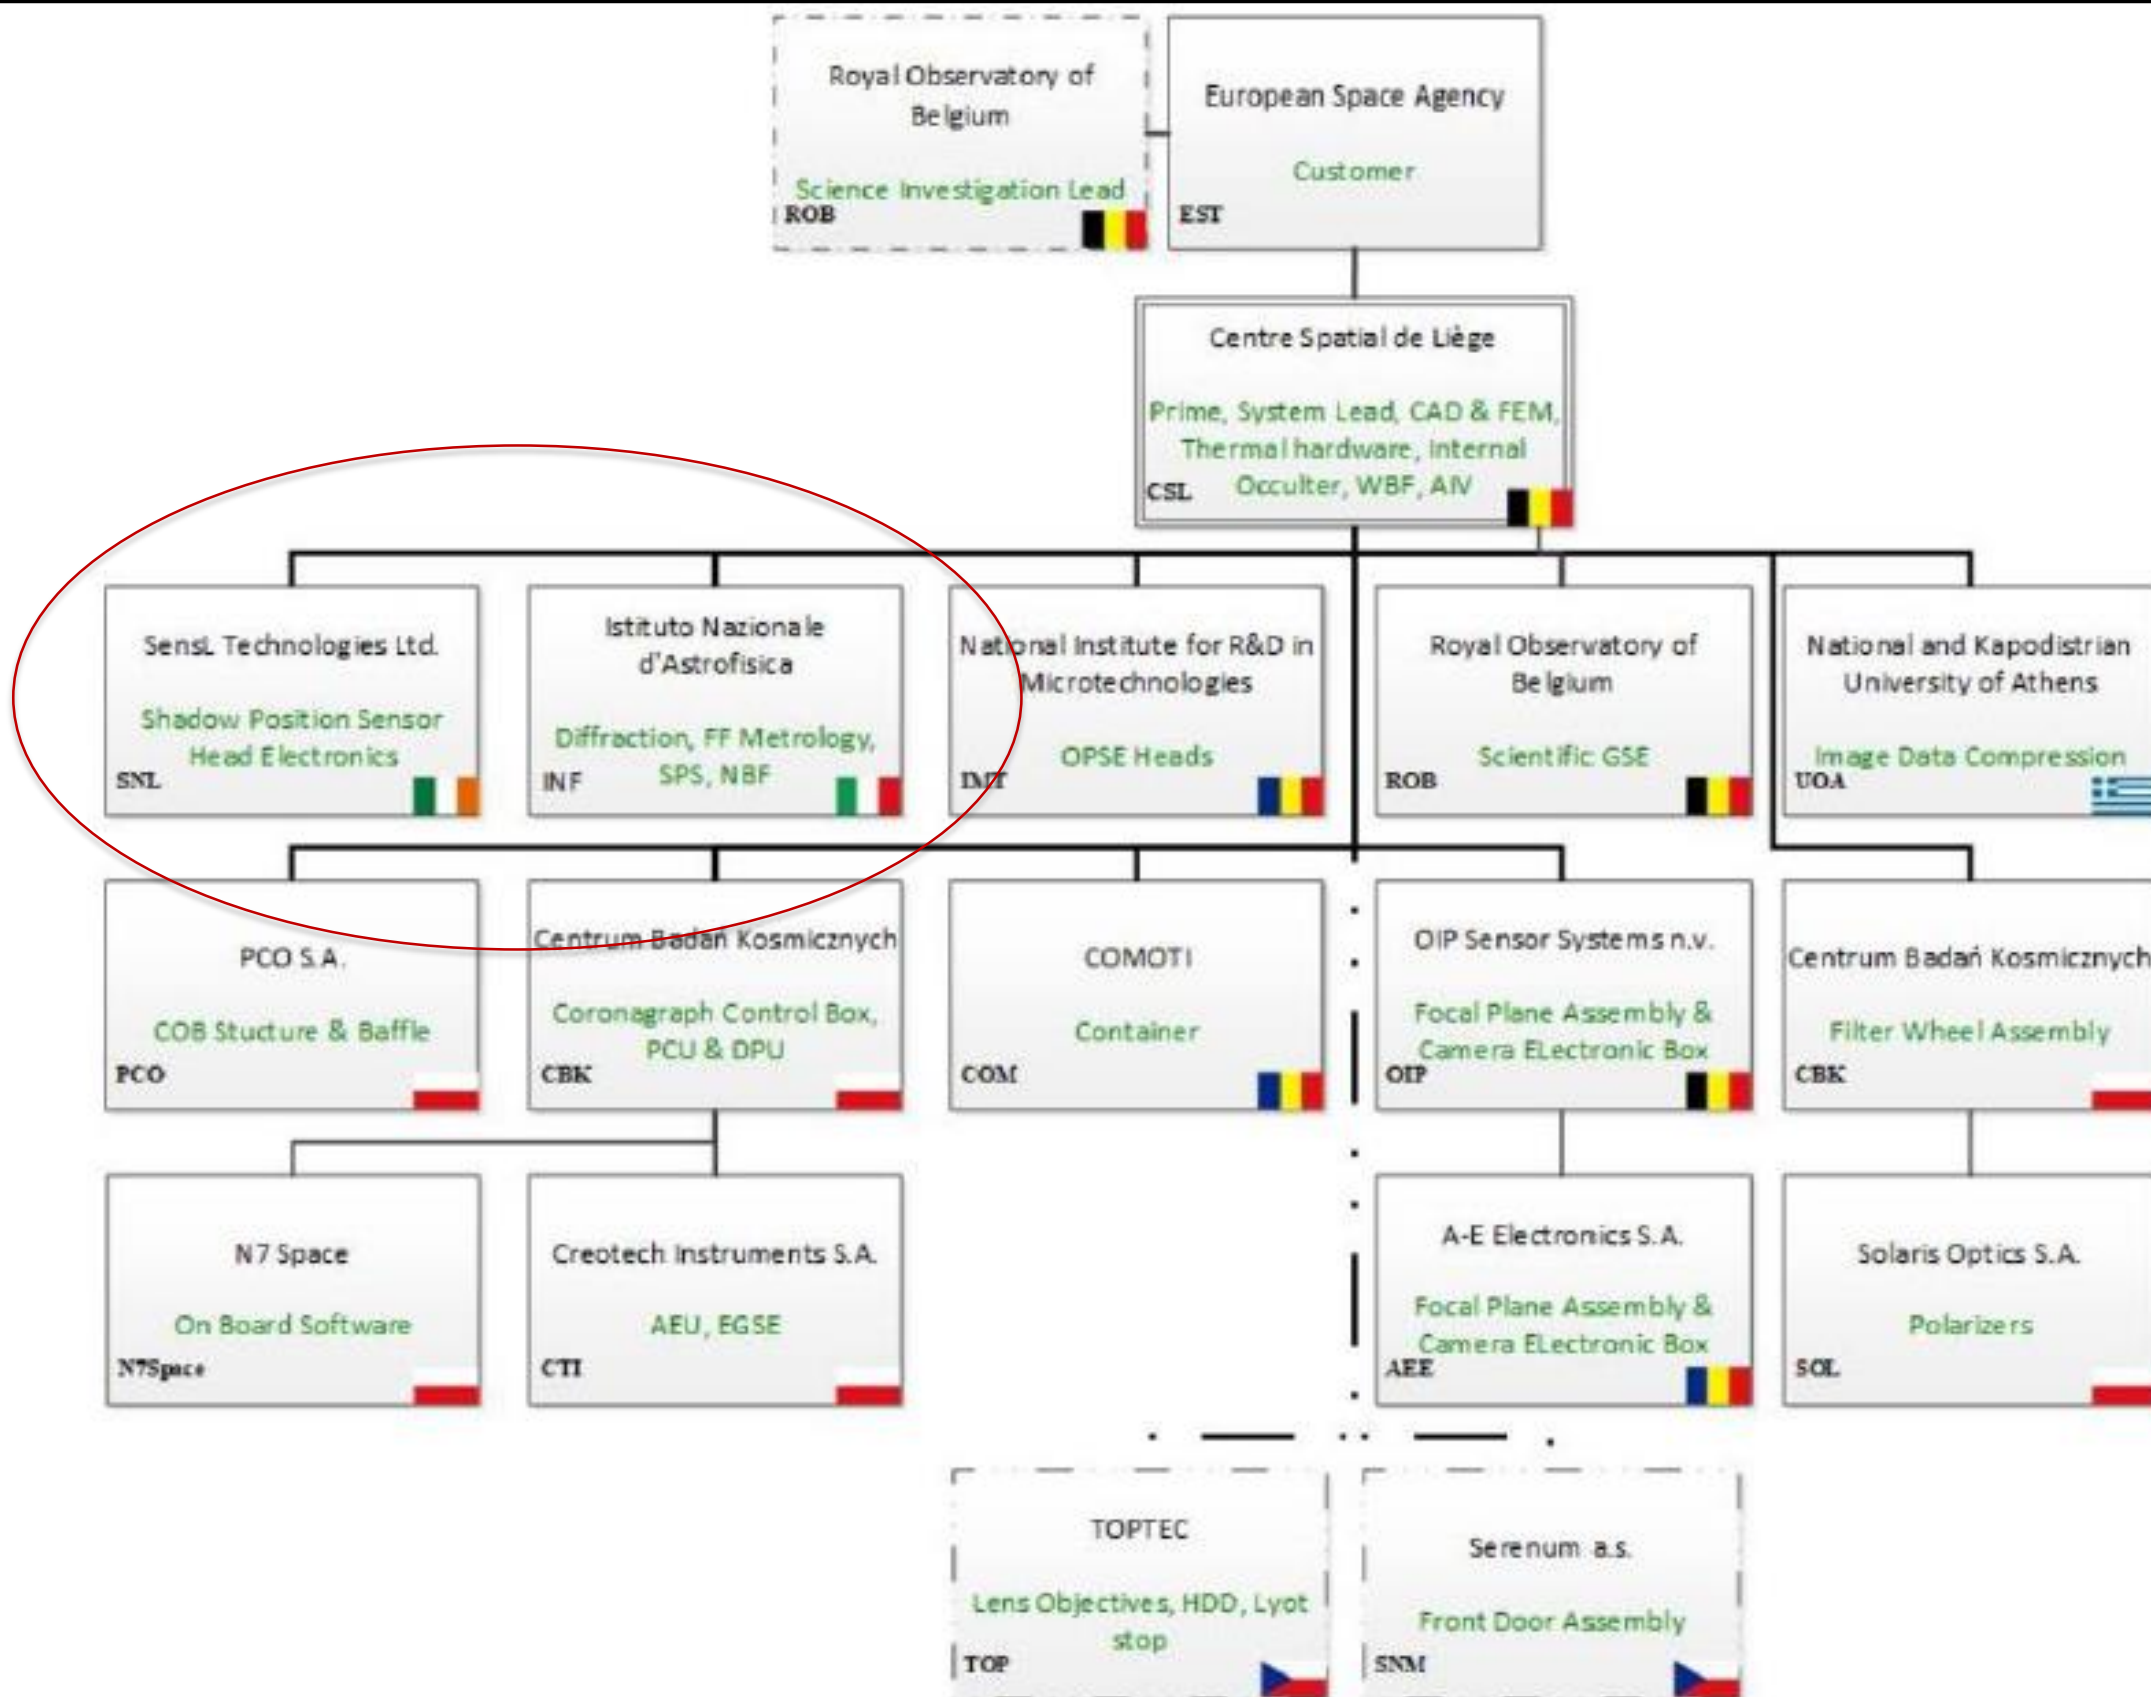 Royal Observatory of
Belgium
Science Investigation Lead
ROB
European Space Agency
Customer
EST
Centre Spatial de Liège
Prime, System Lead, CAD & FEM,
Thermal hardware, Internal
Occulter, WBF, AIV
CSL
SensL Technologies Ltd.
Shadow Position Sensor
Head Electronics
SNL
Istituto Nazionale
d'Astrofisica
Diffraction, FF Metrology,
SPS, NBF
INF
National Institute for R&D in
Microtechnologies
OPSE Heads
IMT
Royal Observatory of
Belgium
Scientific GSE
ROB
National and Kapodistrian
University of Athens
Image Data Compression
UOA
PCO S.A.
COB Stucture & Baffle
PCO
Centrum Badań Kosmicznych
Coronagraph Control Box,
PCU & DPU
CBK
COMOTI
Container
COM
OIP Sensor Systems n.v.
Focal Plane Assembly &
Camera ELectronic Box
OIP
Centrum Badań Kosmicznych
Filter Wheel Assembly
CBK
N7 Space
On Board Software
N7Space
Creotech Instruments S.A.
AEU, EGSE
CTI
A-E Electronics S.A.
Focal Plane Assembly &
Camera ELectronic Box
AEE
Solaris Optics S.A.
Polarizers
SOL
TOPTEC
Lens Objectives, HDD, Lyot
stop
TOP
Serenum a.s.
Front Door Assembly
SNM